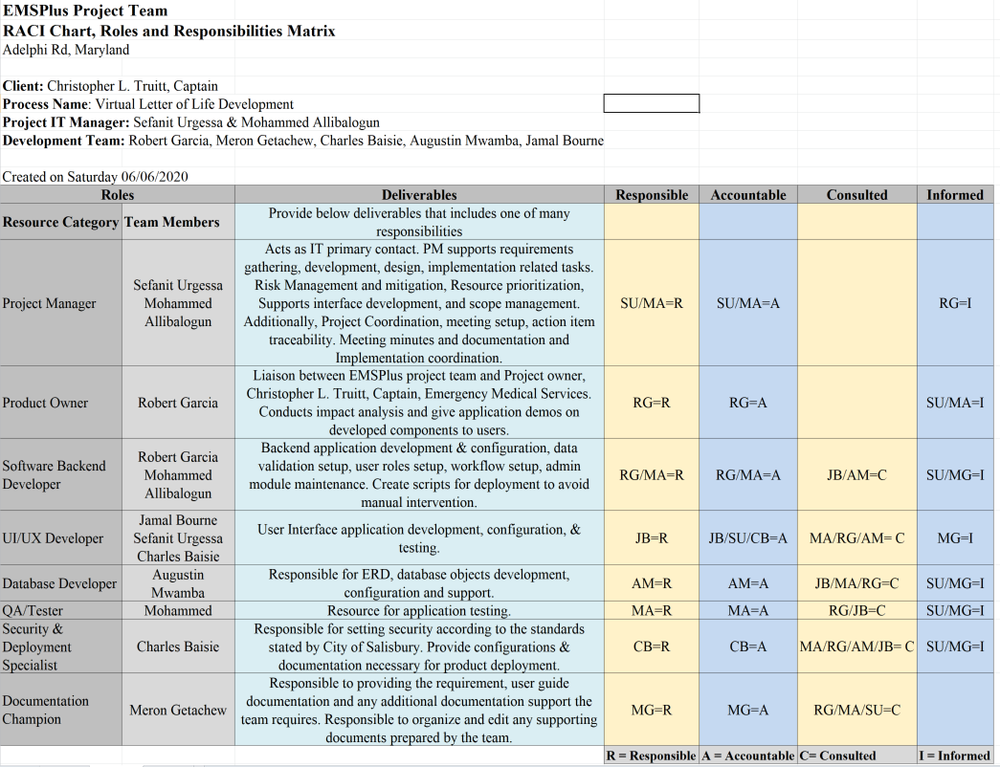 EMSPlus Project Team
RACI Chart, Roles and Responsibilities Matrix
Adelphi Rd, Maryland
Client: Christopher L. Truitt, Captain
Process Name: Virtual Letter of Life Development
Project IT Manager: Sefanit Urgessa & Mohammed Allibalogun
Development Team: Robert Garcia, Meron Getachew, Charles Baisie, Augustin Mwamba, Jamal Bourne
Created on Saturday 06/06/2020
Roles Deliverables Responsible Accountable Consulted Informed
Resource Category Team Members
Provide below deliverables that includes one of many
responsibilities
Project Manager
Sefanit Urgessa
Mohammed
Allibalogun
Acts as IT primary contact. PM supports requirements
gathering, development, design, implementation related tasks.
Risk Management and mitigation, Resource prioritization,
Supports interface development, and scope management.
Additionally, Project Coordination, meeting setup, action item
traceability. Meeting minutes and documentation and
Implementation coordination.
SU/MA=R SU/MA=A RG=I
Product Owner
Robert Garcia
Liaison between EMSPlus project team and Project owner,
Christopher L. Truitt, Captain, Emergency Medical Services.
Conducts impact analysis and give application demos on
developed components to users.
RG=R RG=A SU/MA=I
Software Backend
Developer
Robert Garcia
Mohammed
Allibalogun
Backend application development & configuration, data
validation setup, user roles setup, workflow setup, admin
module maintenance. Create scripts for deployment to avoid
manual intervention.
RG/MA=R RG/MA=A JB/AM=C SU/MG=I
UI/UX Developer
Jamal Bourne
Sefanit Urgessa
Charles Baisie
User Interface application development, configuration, &
testing.
JB=R JB/SU/CB=A MA/RG/AM= C MG=I
Database Developer
Augustin
Mwamba
Responsible for ERD, database objects development,
configuration and support.
AM=R AM=A JB/MA/RG=C SU/MG=I
QA/Tester Mohammed Resource for application testing. MA=R MA=A RG/JB=C SU/MG=I
Security &
Deployment
Specialist
Charles Baisie
Responsible for setting security according to the standards
stated by City of Salisbury. Provide configurations &
documentation necessary for product deployment.
CB=R CB=A MA/RG/AM/JB= C SU/MG=I
Documentation
Champion
Meron Getachew
Responsible to providing the requirement, user guide
documentation and any additional documentation support the
team requires. Responsible to organize and edit any supporting
documents prepared by the team.
MG=R MG=A RG/MA/SU=C
R = Responsible A = Accountable C= Consulted I = Informed